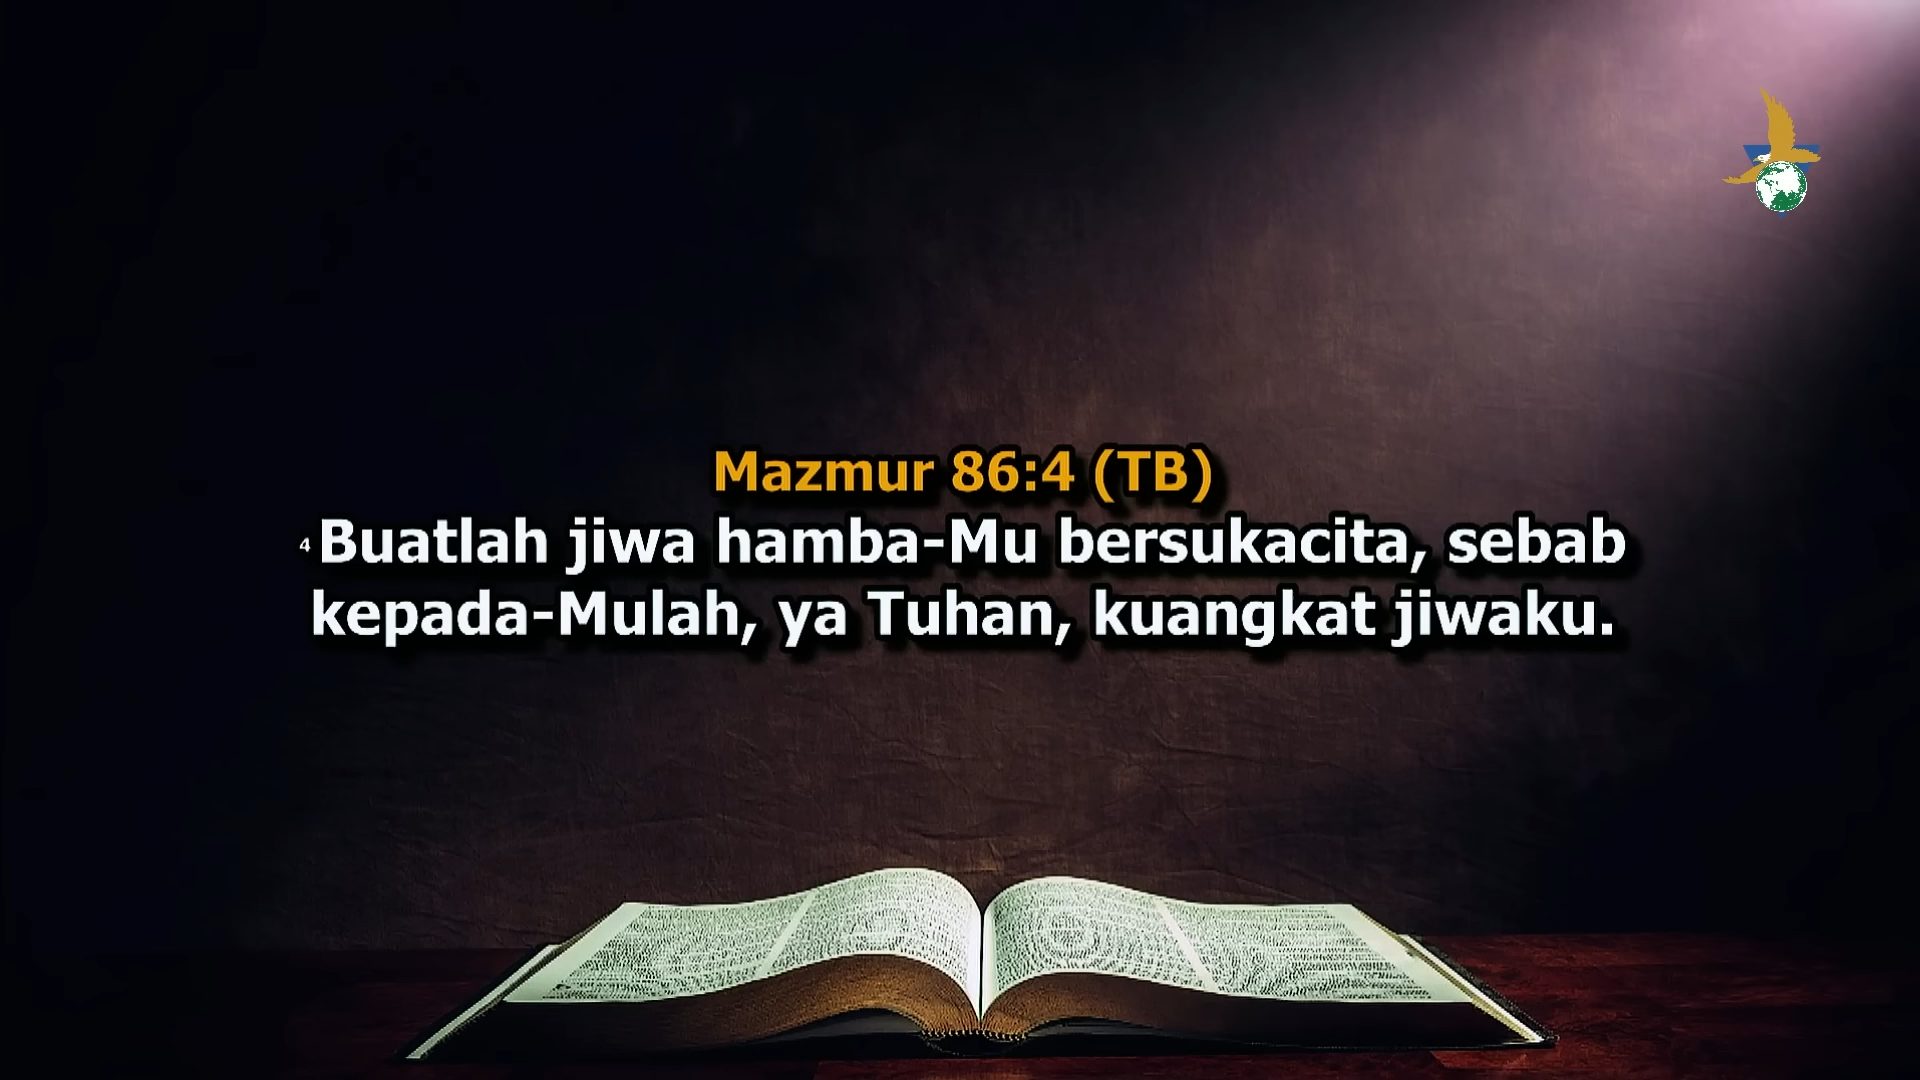 Mazmur 86:4 (TB)
4 Buatlah jiwa hamba-Mu bersukacita, sebab
kepada-Mulah, ya Tuhan, kuangkat jiwaku.